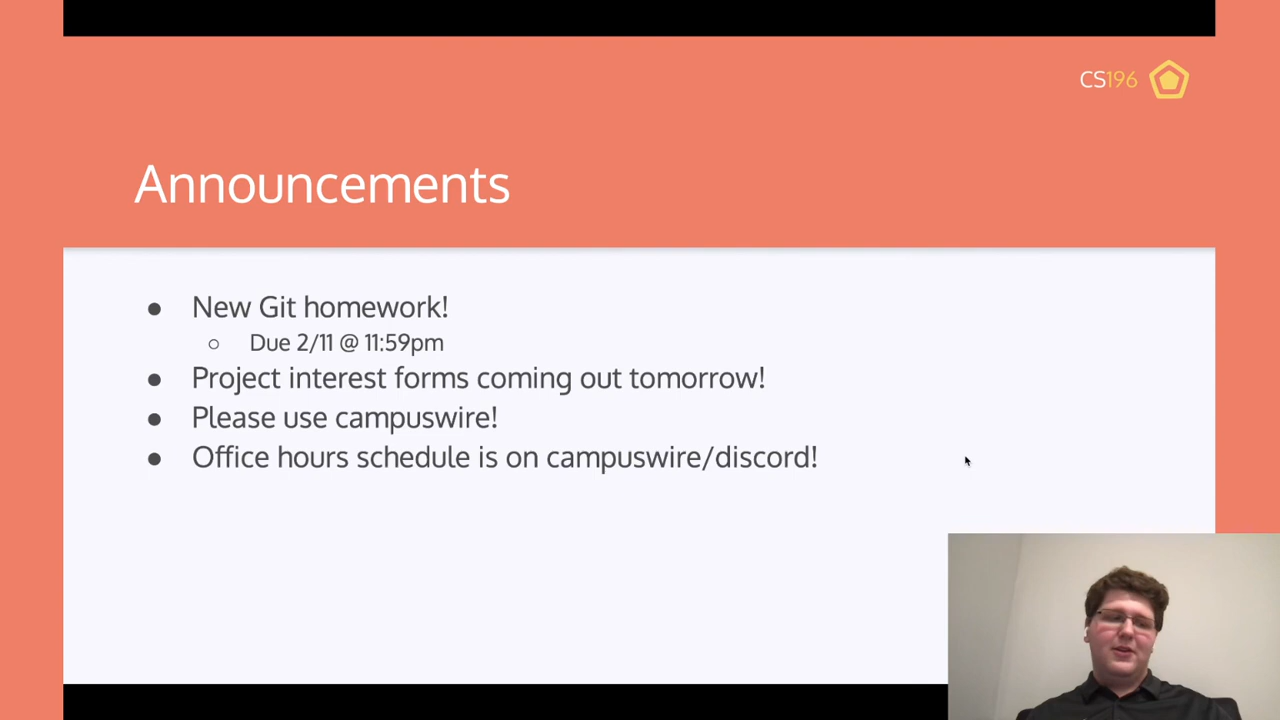 CS196
Announcements
● New Git homework!
○ Due 2/11 @ 11:59pm
● Project interest forms coming out tomorrow!
● Please use campuswire!
● Office hours schedule is on campuswire/discord!